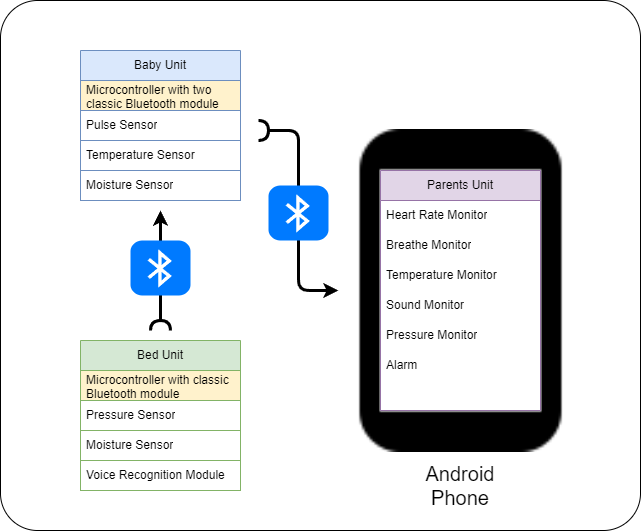 Baby Unit
Microcontroller with two
classic Bluetooth module
Pulse Sensor
Temperature Sensor
Moisture Sensor
Bed Unit
Microcontroller with classic
Bluetooth module
Pressure Sensor
Moisture Sensor
Voice Recognition Module
Parents Unit
Heart Rate Monitor
Breathe Monitor
Temperature Monitor
Sound Monitor
Pressure Monitor
Alarm
Android
Phone